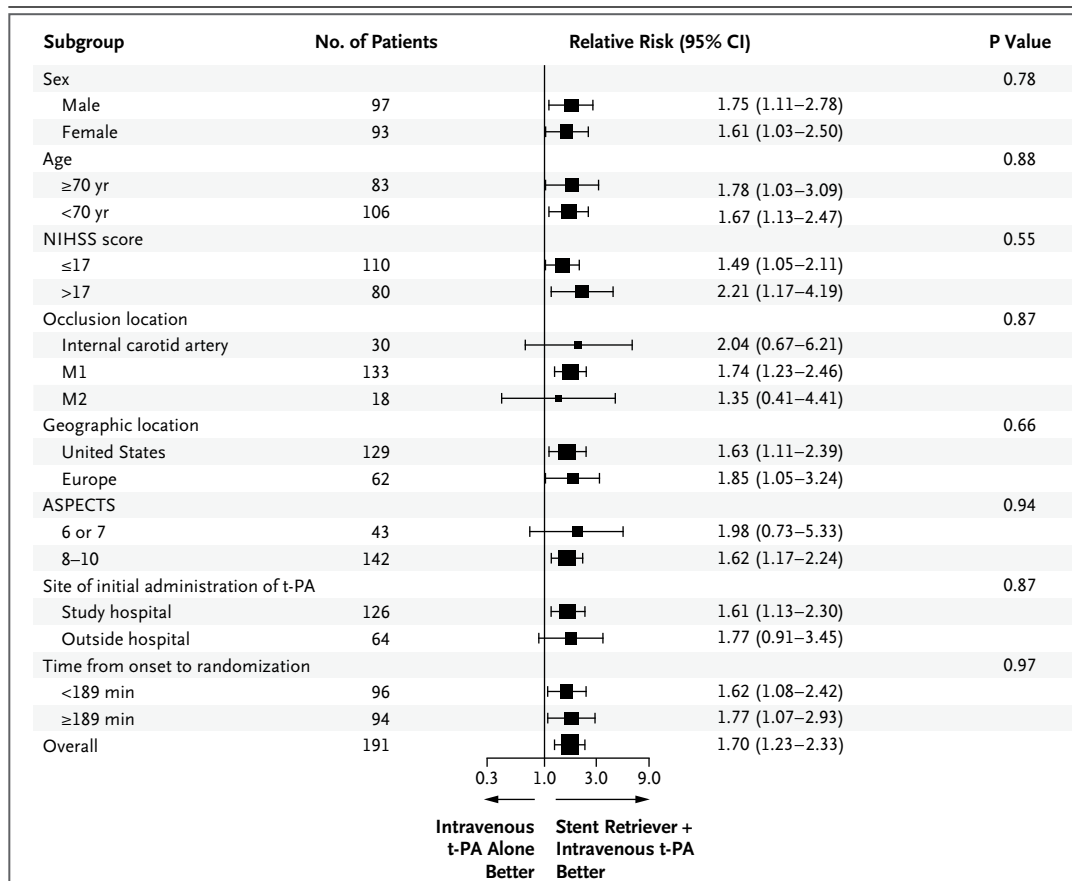 Subgroup No. of Patients Relative Risk (95% CI) P Value
Sex 0.78
Male 97 1.75 (1.11–2.78)
Female 93 1.61 (1.03–2.50)
Age 0.88
≥70 yr 83 1.78 (1.03–3.09)
<70 yr 106 1.67 (1.13–2.47)
NIHSS score 0.55
≤17 110 1.49 (1.05–2.11)
>17 80 2.21 (1.17–4.19)
Occlusion location 0.87
Internal carotid artery 30 2.04 (0.67–6.21)
M1 133 1.74 (1.23–2.46)
M2 18 1.35 (0.41–4.41)
Geographic location 0.66
United States 129 1.63 (1.11–2.39)
Europe 62 1.85 (1.05–3.24)
ASPECTS 0.94
6 or 7 43 1.98 (0.73–5.33)
8–10 142 1.62 (1.17–2.24)
Site of initial administration of t-PA 0.87
Study hospital 126 1.61 (1.13–2.30)
Outside hospital 64 1.77 (0.91–3.45)
Time from onset to randomization 0.97
<189 min 96 1.62 (1.08–2.42)
≥189 min 94 1.77 (1.07–2.93)
Overall 191 1.70 (1.23–2.33)
0.3 1.0 3.0 9.0
Intravenous
t-PA Alone
Better
Stent Retriever +
Intravenous t-PA
Better